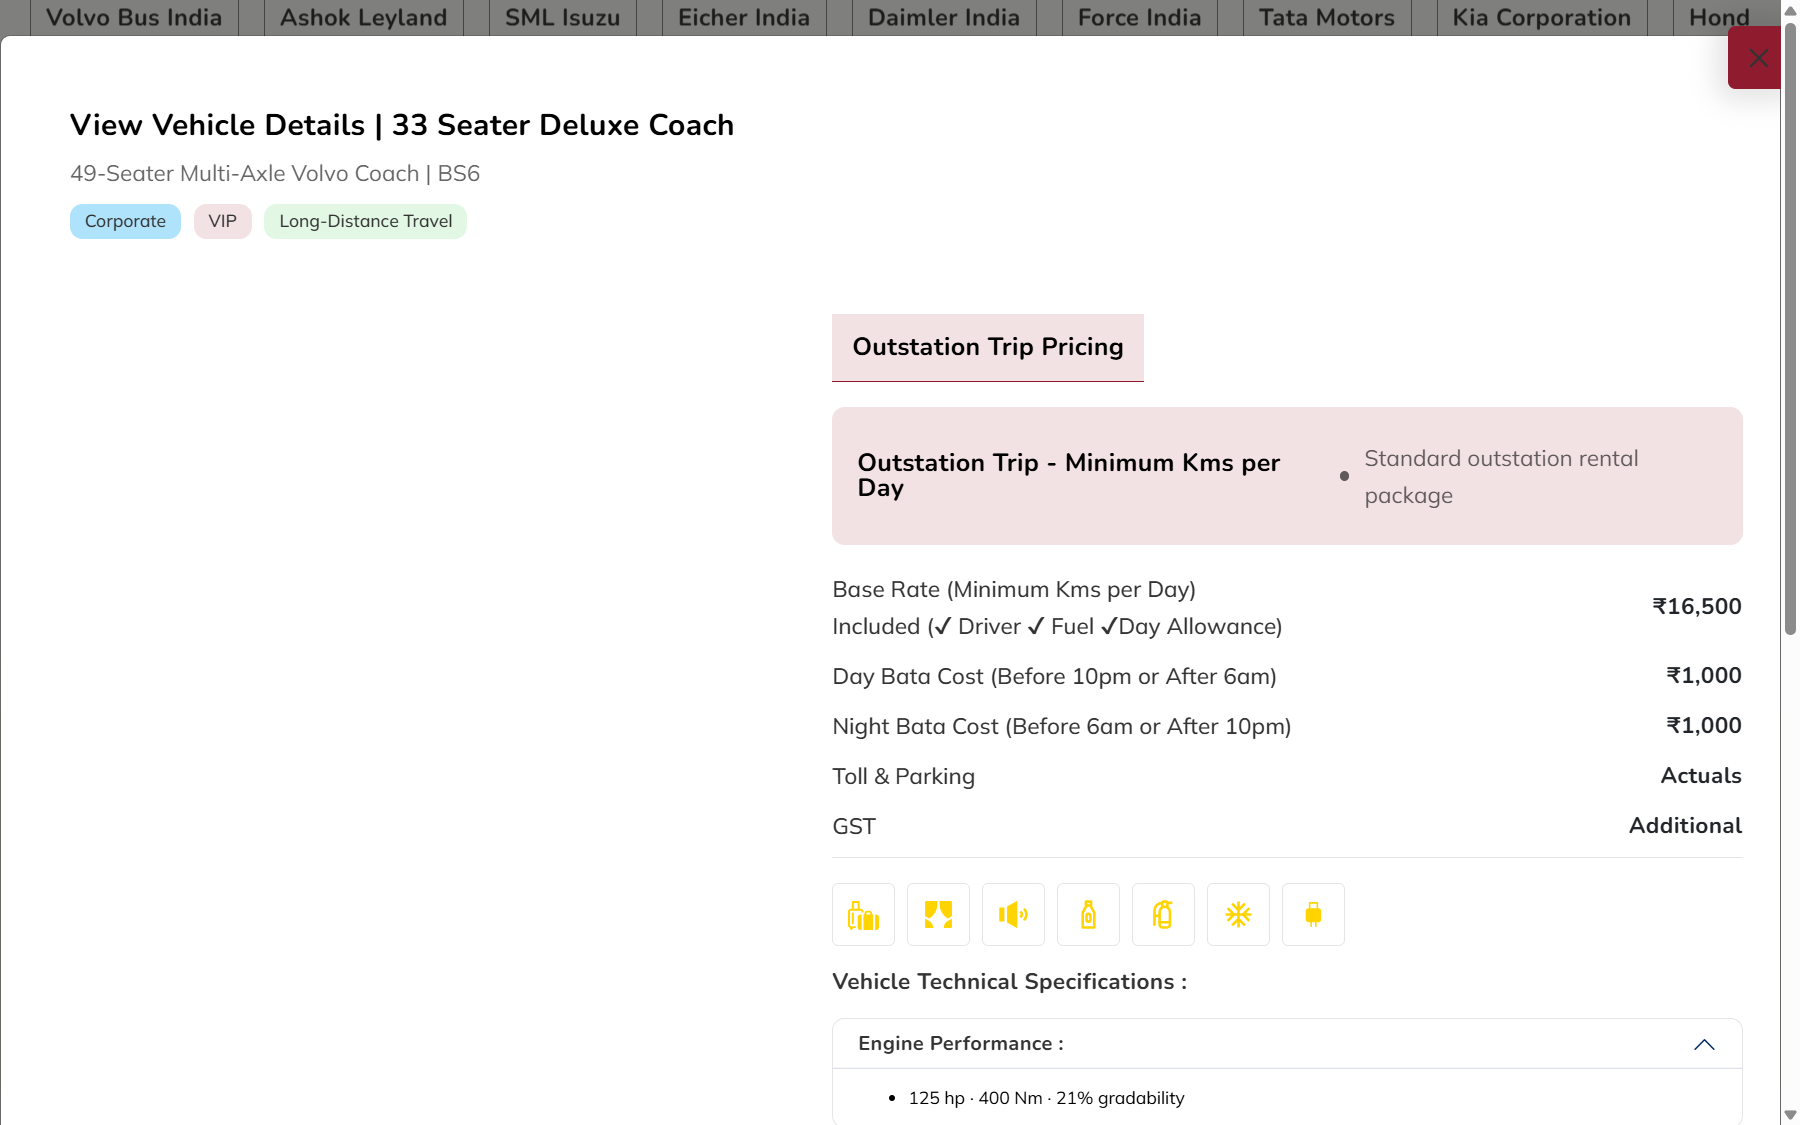 Volvo Bus India
Ashok Leyland
SML Isuzu
Eicher India
Daimler India
Force India
Tata Motors
Kia Corporation
Hond
View Vehicle Details | 33 Seater Deluxe Coach
49-Seater Multi-Axle Volvo Coach | BS6
Corporate
VIP
Long-Distance Travel
Outstation Trip Pricing
Outstation Trip - Minimum Kms per
Day
• Standard outstation rental
package
Base Rate (Minimum Kms per Day)
Included (✓ Driver ✓ Fuel ✓Day Allowance)
₹16,500
Day Bata Cost (Before 10pm or After 6am)
₹1,000
Night Bata Cost (Before 6am or After 10pm)
₹1,000
Toll & Parking
Actuals
GST
Additional
Vehicle Technical Specifications :
Engine Performance :
• 125 hp · 400 Nm · 21% gradability